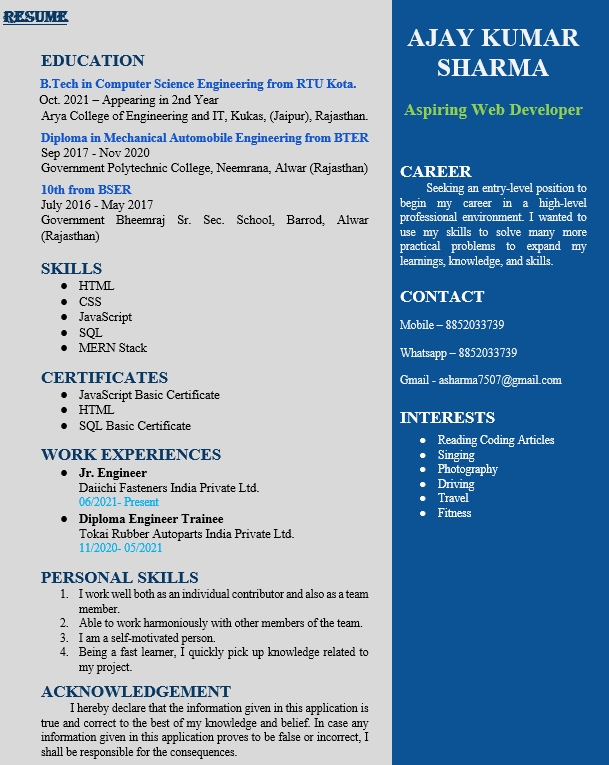 RESUME
EDUCATION
B.Tech in Computer Science Engineering from RTU Kota.
Oct. 2021 – Appearing in 2nd Year
Arya College of Engineering and IT, Kukas, (Jaipur), Rajasthan.
Diploma in Mechanical Automobile Engineering from BTER
Sep 2017 - Nov 2020
Government Polytechnic College, Neemrana, Alwar (Rajasthan)
10th from BSER
July 2016 - May 2017
Government Bheemraj Sr. Sec. School, Barrod, Alwar
(Rajasthan)
SKILLS
● HTML
● CSS
● JavaScript
● SQL
● MERN Stack
CERTIFICATES
● JavaScript Basic Certificate
● HTML
● SQL Basic Certificate
WORK EXPERIENCES
● Jr. Engineer
Daiichi Fasteners India Private Ltd.
06/2021- Present
● Diploma Engineer Trainee
Tokai Rubber Autoparts India Private Ltd.
11/2020- 05/2021
PERSONAL SKILLS
1. I work well both as an individual contributor and also as a team
member.
2. Able to work harmoniously with other members of the team.
3. I am a self-motivated person.
4. Being a fast learner, I quickly pick up knowledge related to
my project.
ACKNOWLEDGEMENT
I hereby declare that the information given in this application is
true and correct to the best of my knowledge and belief. In case any
information given in this application proves to be false or incorrect, I
shall be responsible for the consequences.
AJAY KUMAR
SHARMA
Aspiring Web Developer
CAREER
Seeking an entry-level position to
begin my career in a high-level
professional environment. I wanted to
use my skills to solve many more
practical problems to expand my
learnings, knowledge, and skills.
CONTACT
Mobile – 8852033739
Whatsapp – 8852033739
Gmail - asharma7507@gmail.com
INTERESTS
● Reading Coding Articles
● Singing
● Photography
● Driving
● Travel
● Fitness